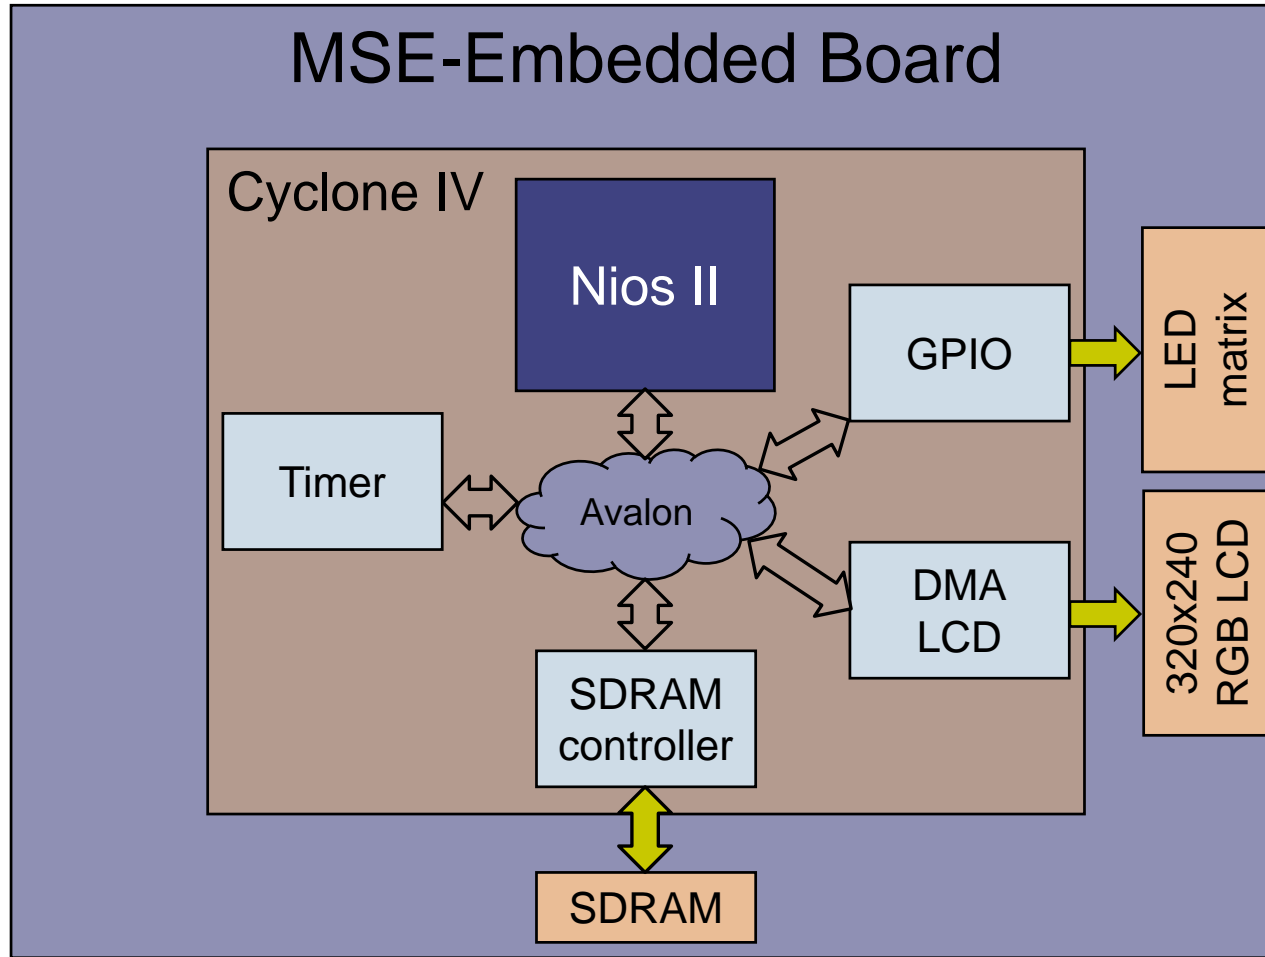 MSE-Embedded Board
Cyclone IV
Nios II
GPIO
LED
matrix
Timer
Avalon
DMA
LCD
320x240
RGB LCD
SDRAM
controller
SDRAM